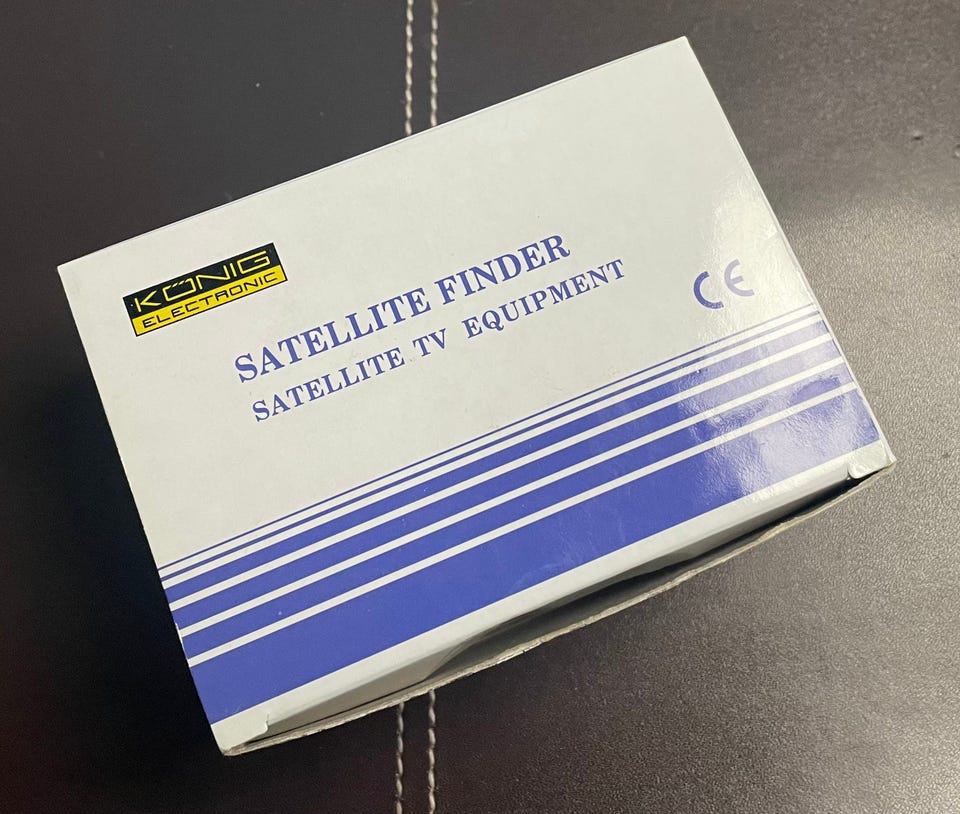 KÖNIG
ELECTRONIC
SATELLITE FINDER
SATELLITE TV EQUIPMENT
CE